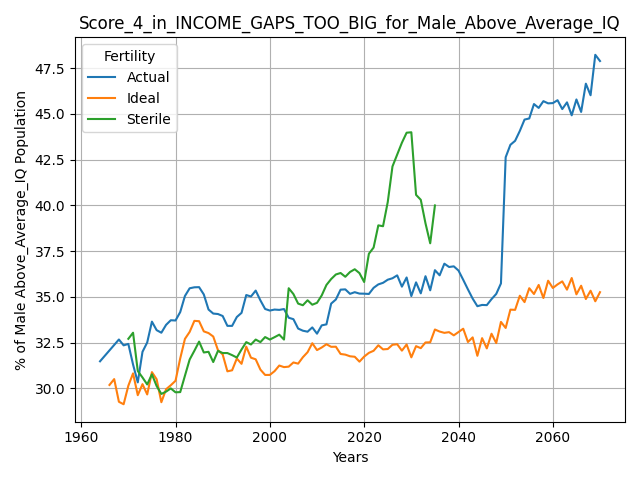 Score_4_in_INCOME_GAPS_TOO_BIG_for_Male_Above_Average_IQ
Fertility
Actual
Ideal
Sterile
% of Male Above_Average_IQ Population
47.5
45.0
42.5
40.0
37.5
35.0
32.5
30.0
1960
1980
2000
2020
2040
2060
Years